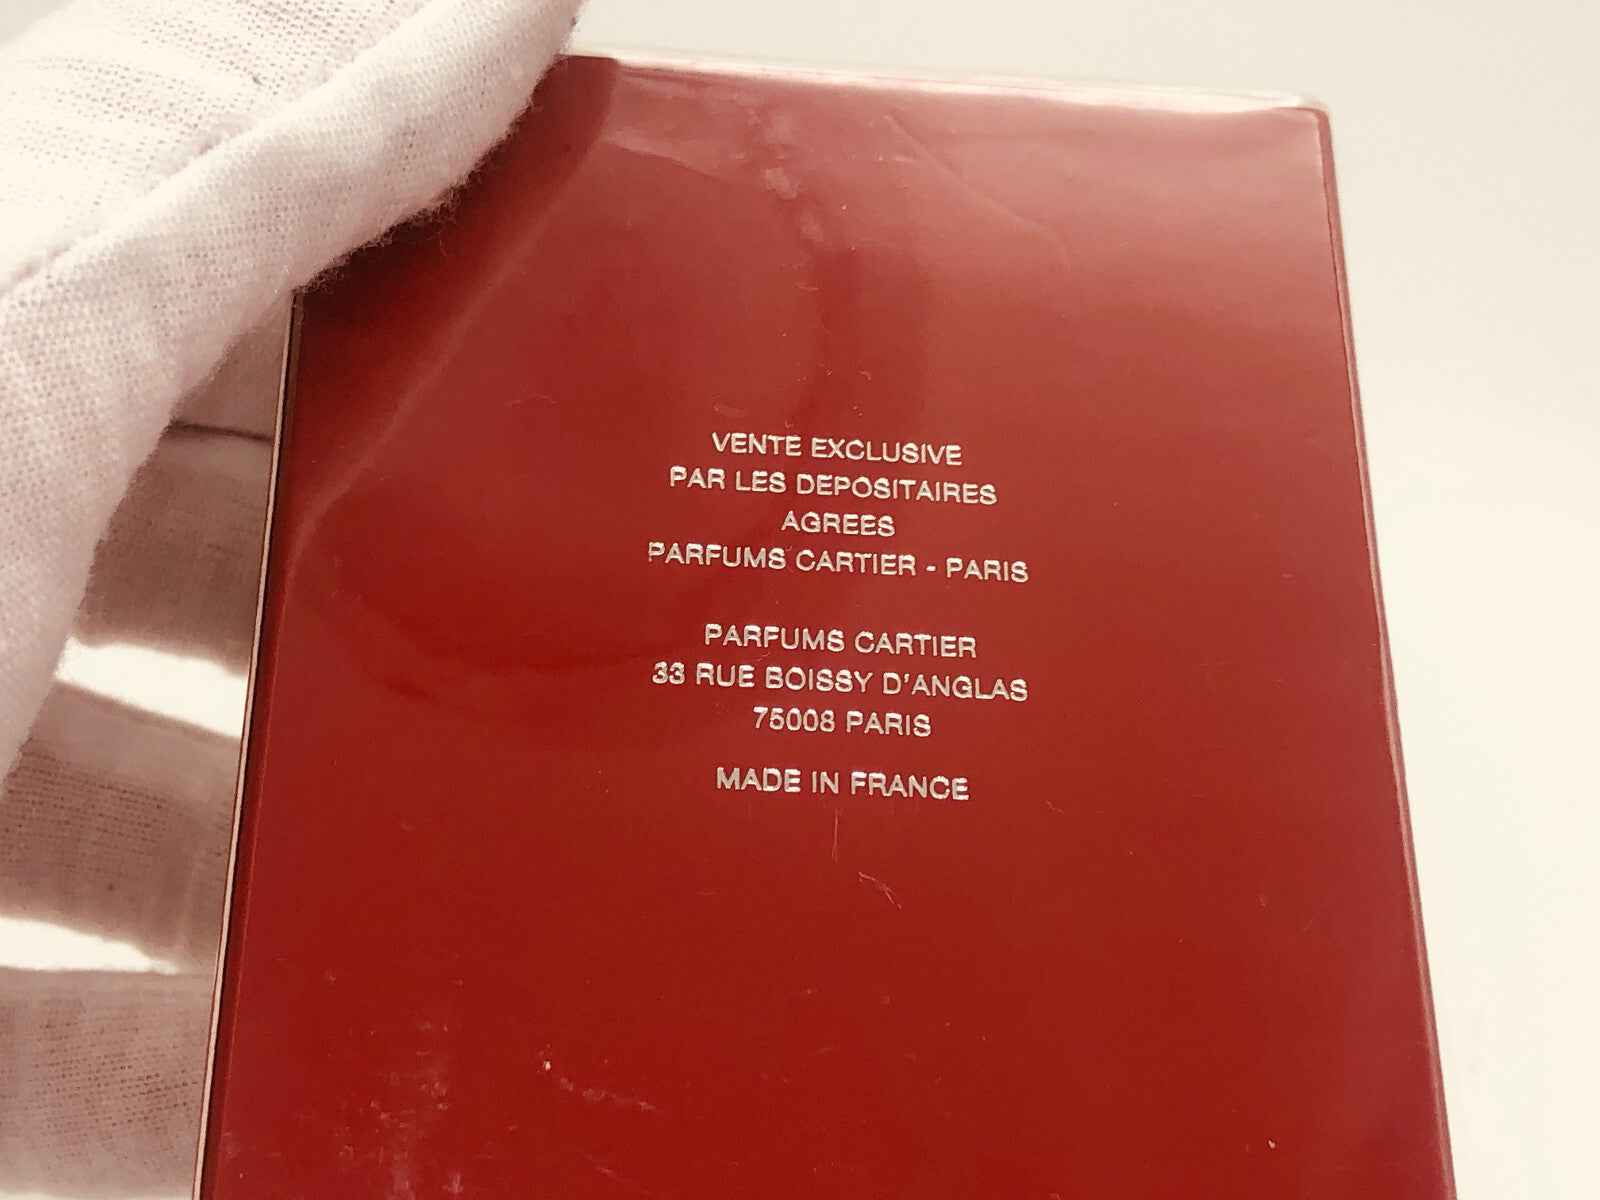 VENTE EXCLUSIVE
PAR LES DEPOSITAIRES
AGREES
PARFUMS CARTIER - PARIS
PARFUMS CARTIER
33 RUE BOISSY D'ANGLAS
75008 PARIS
MADE IN FRANCE